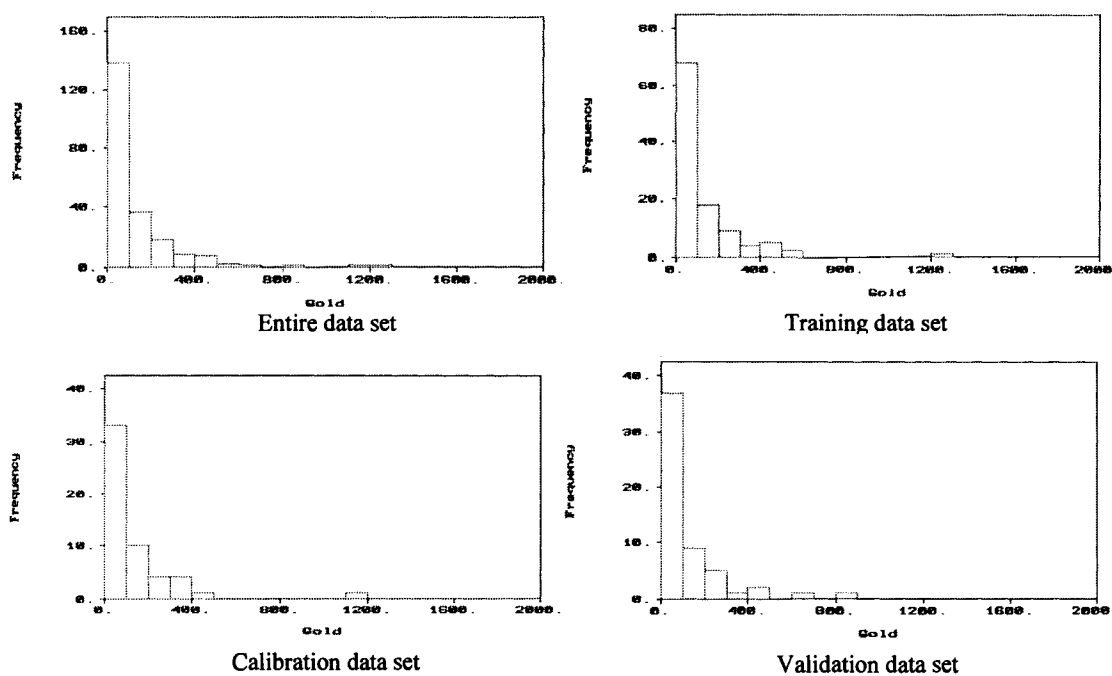 160.
120.
80.
40.
0.
Frequency
0. 400. 800. 1200. 1600. 2000.
Gold
Entire data set
80.
60.
40.
20.
0.
Frequency
0. 400. 800. 1200. 1600. 2000.
Gold
Training data set
40.
30.
20.
10.
0.
Frequency
0. 400. 800. 1200. 1600. 2000.
Gold
Calibration data set
40.
30.
20.
10.
0.
Frequency
0. 400. 800. 1200. 1600. 2000.
Gold
Validation data set